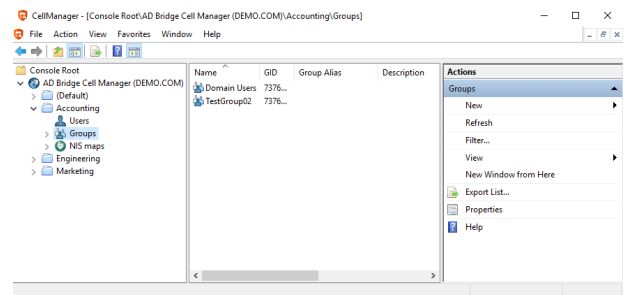 CellManager - [Console Root\AD Bridge Cell Manager (DEMO.COM)\Accounting\Groups]
File Action View Favorites Window Help
Console Root
AD Bridge Cell Manager (DEMO.COM)
(Default)
Accounting
Users
Groups
NIS maps
Engineering
Marketing
Name GID Group Alias Description
Domain Users 7376...
TestGroup02 7376...
Actions
Groups
New
Refresh
Filter...
View
New Window from Here
Export List...
Properties
Help